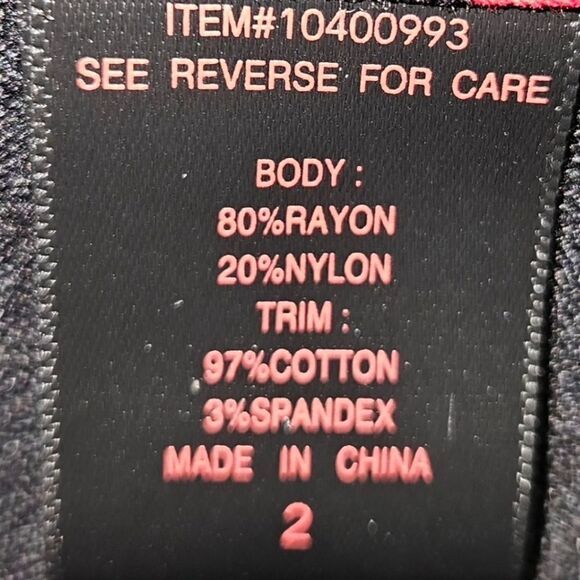 ITEM#10400993
SEE REVERSE FOR CARE
BODY :
80%RAYON
20%NYLON
TRIM :
97%COTTON
3%SPANDEX
MADE IN CHINA
2